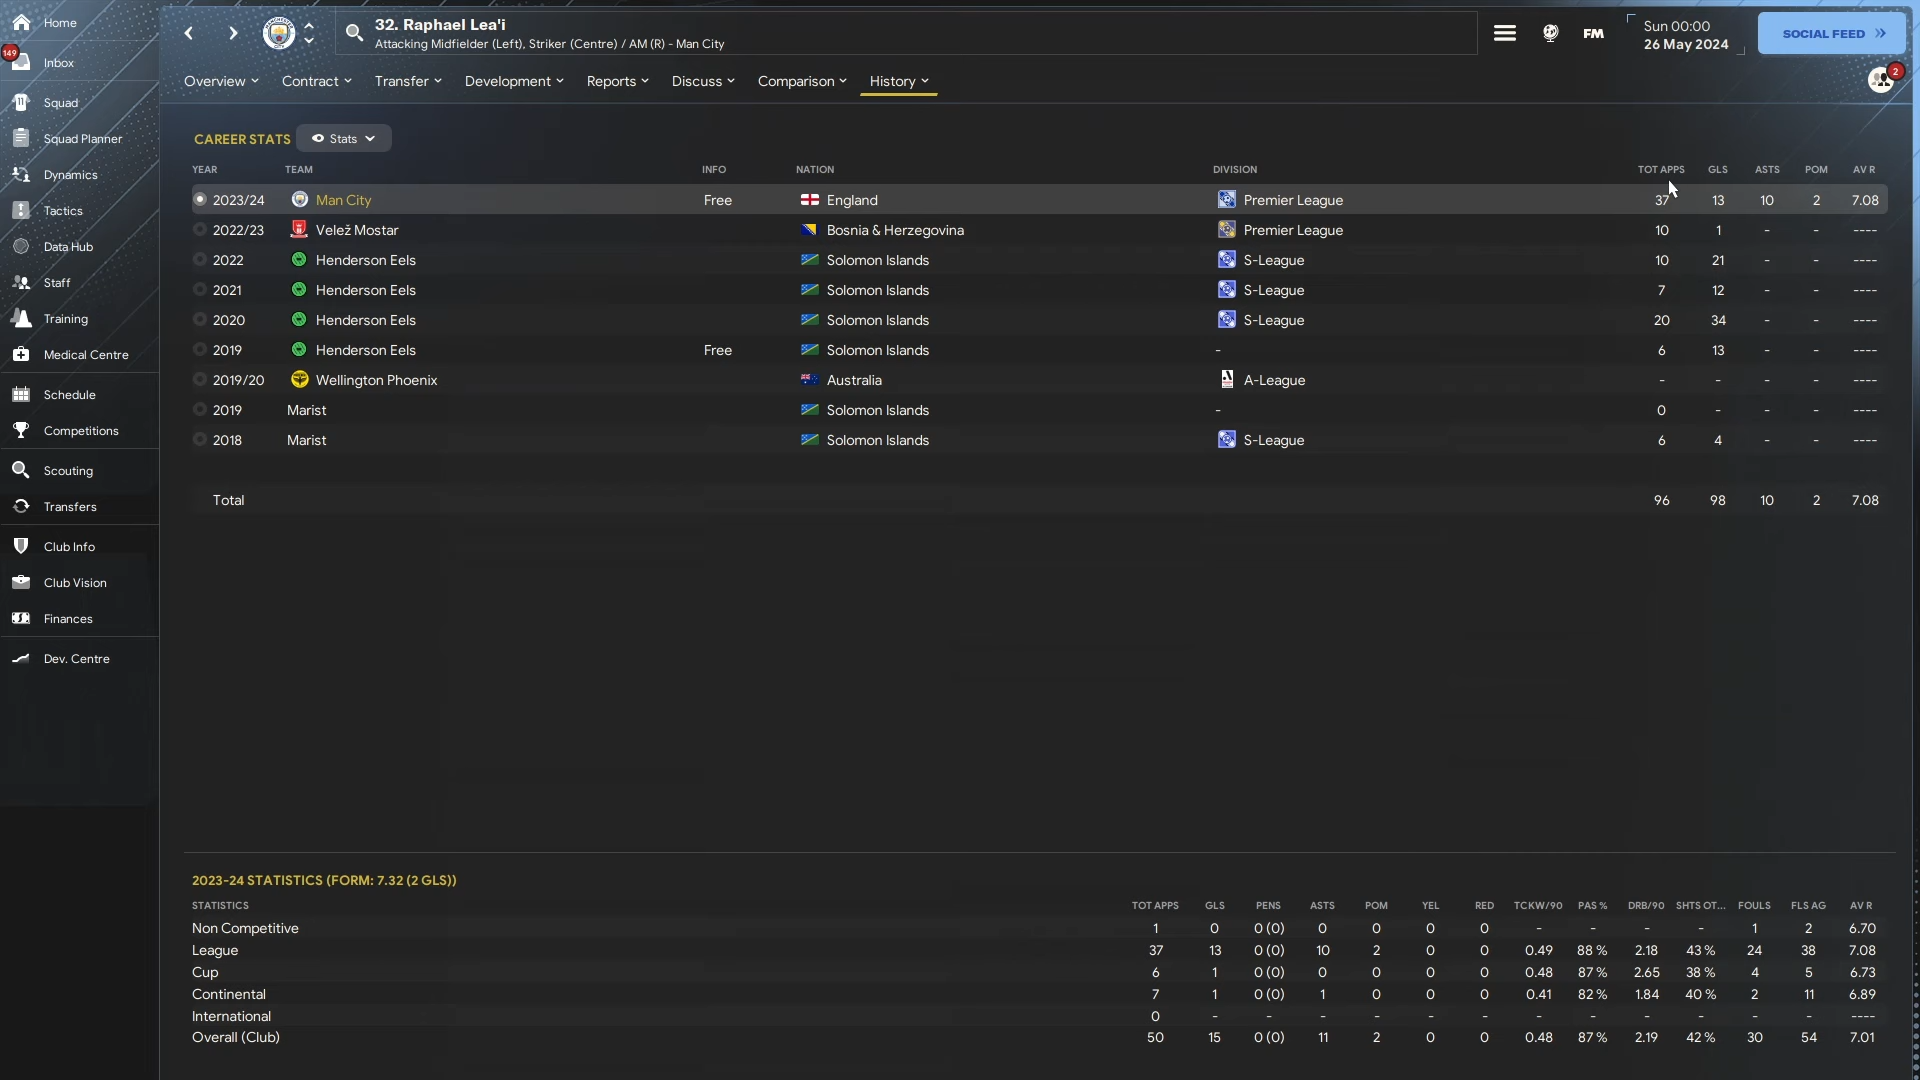 Home
149
Inbox
Squad
Squad Planner
Dynamics
Tactics
Data Hub
Staff
Training
Medical Centre
Schedule
Competitions
Scouting
Transfers
Club Info
Club Vision
Finances
Dev. Centre
32. Raphael Lea'i
Attacking Midfielder (Left), Striker (Centre) / AM (R) - Man City
FM
Sun 00:00
26 May 2024
SOCIAL FEED
2
Overview Contract Transfer Development Reports Discuss Comparison History
CAREER STATS Stats
YEAR TEAM INFO NATION DIVISION TOT APPS GLS ASTS POM AV R
2023/24 Man City Free England Premier League 37 13 10 2 7.08
2022/23 Velež Mostar Bosnia & Herzegovina Premier League 10 1 - - ----
2022 Henderson Eels Solomon Islands S-League 10 21 - - ----
2021 Henderson Eels Solomon Islands S-League 7 12 - - ----
2020 Henderson Eels Solomon Islands S-League 20 34 - - ----
2019 Henderson Eels Free Solomon Islands - 6 13 - - ----
2019/20 Wellington Phoenix Australia A-League - - - - ----
2019 Marist Solomon Islands - 0 - - - ----
2018 Marist Solomon Islands S-League 6 4 - - ----
Total 96 98 10 2 7.08
2023-24 STATISTICS (FORM: 7.32 (2 GLS))
STATISTICS TOT APPS GLS PENS ASTS POM YEL RED TCKW/90 PAS % DRB/90 SHTS OT... FOULS FLS AG AV R
Non Competitive 1 0 0 (0) 0 0 0 0 - - - - 1 2 6.70
League 37 13 0 (0) 10 2 0 0 0.49 88 % 2.18 43 % 24 38 7.08
Cup 6 1 0 (0) 0 0 0 0 0.48 87 % 2.65 38 % 4 5 6.73
Continental 7 1 0 (0) 1 0 0 0 0.41 82 % 1.84 40 % 2 11 6.89
International 0 - - - - - - - - - - - - ----
Overall (Club) 50 15 0 (0) 11 2 0 0 0.48 87 % 2.19 42 % 30 54 7.01